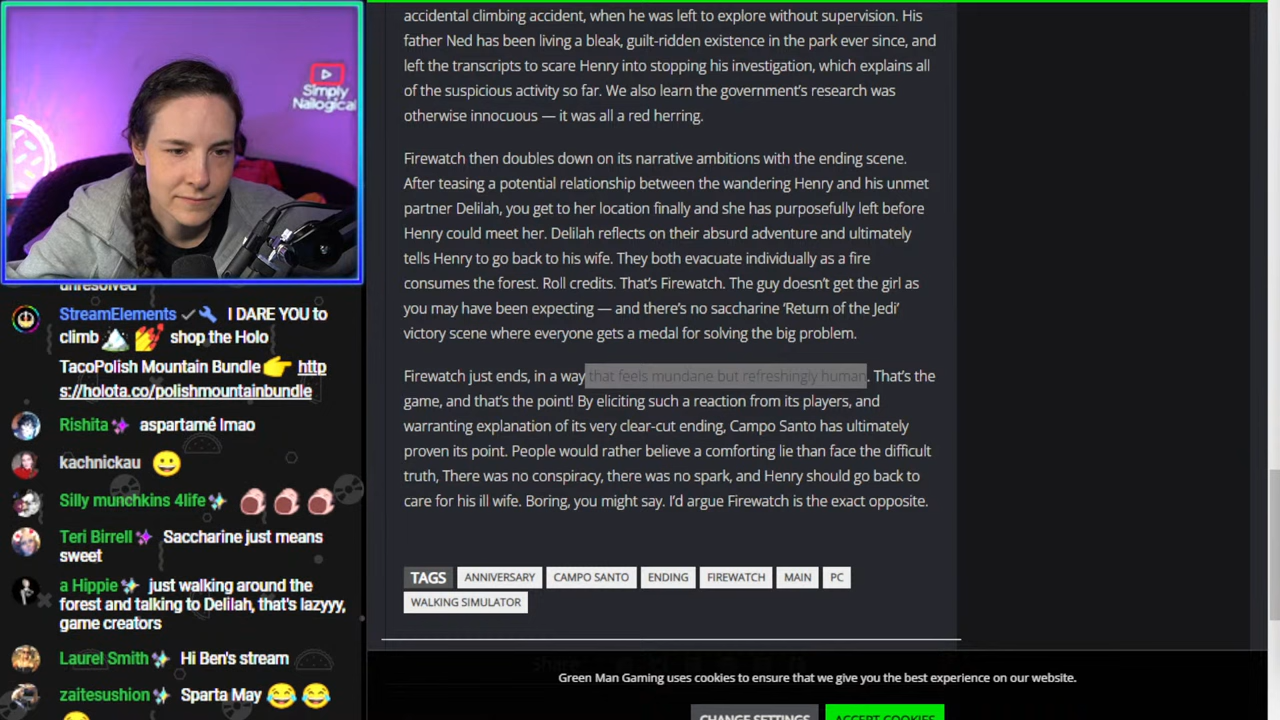 Simply
Nailogical
unresolved
StreamElements I DARE YOU to
climb shop the Holo
TacoPolish Mountain Bundle http
s://holota.co/polishmountainbundle
Rishita aspartamé lmao
kachnickau
Silly munchkins 4life
Teri Birrell Saccharine just means
sweet
a Hippie just walking around the
forest and talking to Delilah, that's lazyyy,
game creators
Laurel Smith Hi Ben's stream
zaitesushion Sparta May
accidental climbing accident, when he was left to explore without supervision. His
father Ned has been living a bleak, guilt-ridden existence in the park ever since, and
left the transcripts to scare Henry into stopping his investigation, which explains all
of the suspicious activity so far. We also learn the government's research was
otherwise innocuous — it was all a red herring.
Firewatch then doubles down on its narrative ambitions with the ending scene.
After teasing a potential relationship between the wandering Henry and his unmet
partner Delilah, you get to her location finally and she has purposefully left before
Henry could meet her. Delilah reflects on their absurd adventure and ultimately
tells Henry to go back to his wife. They both evacuate individually as a fire
consumes the forest. Roll credits. That's Firewatch. The guy doesn't get the girl as
you may have been expecting — and there's no saccharine 'Return of the Jedi'
victory scene where everyone gets a medal for solving the big problem.
Firewatch just ends, in a way that feels mundane but refreshingly human. That's the
game, and that's the point! By eliciting such a reaction from its players, and
warranting explanation of its very clear-cut ending, Campo Santo has ultimately
proven its point. People would rather believe a comforting lie than face the difficult
truth, There was no conspiracy, there was no spark, and Henry should go back to
care for his ill wife. Boring, you might say. I'd argue Firewatch is the exact opposite.
TAGS ANNIVERSARY CAMPO SANTO ENDING FIREWATCH MAIN PC
WALKING SIMULATOR
Share
Green Man Gaming uses cookies to ensure that we give you the best experience on our website.
CHANGE SETTINGS ACCEPT COOKIES